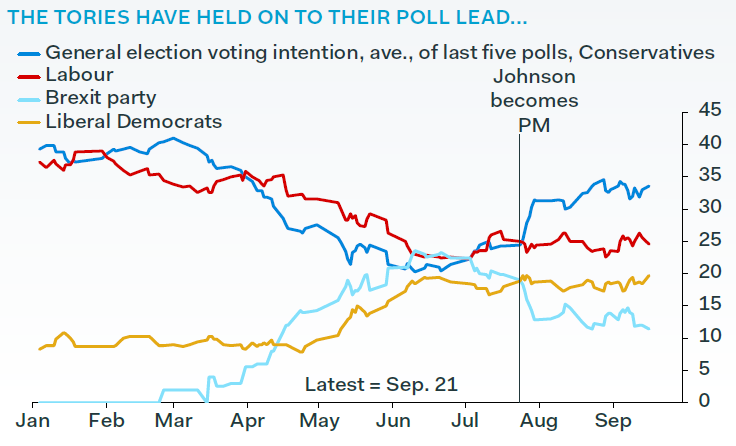 THE TORIES HAVE HELD ON TO THEIR POLL LEAD...
General election voting intention, ave., of last five polls, Conservatives
Labour
Brexit party
Liberal Democrats
Johnson
becomes
PM
45
40
35
30
25
20
15
10
5
0
Latest = Sep. 21
Jan Feb Mar Apr May Jun Jul Aug Sep